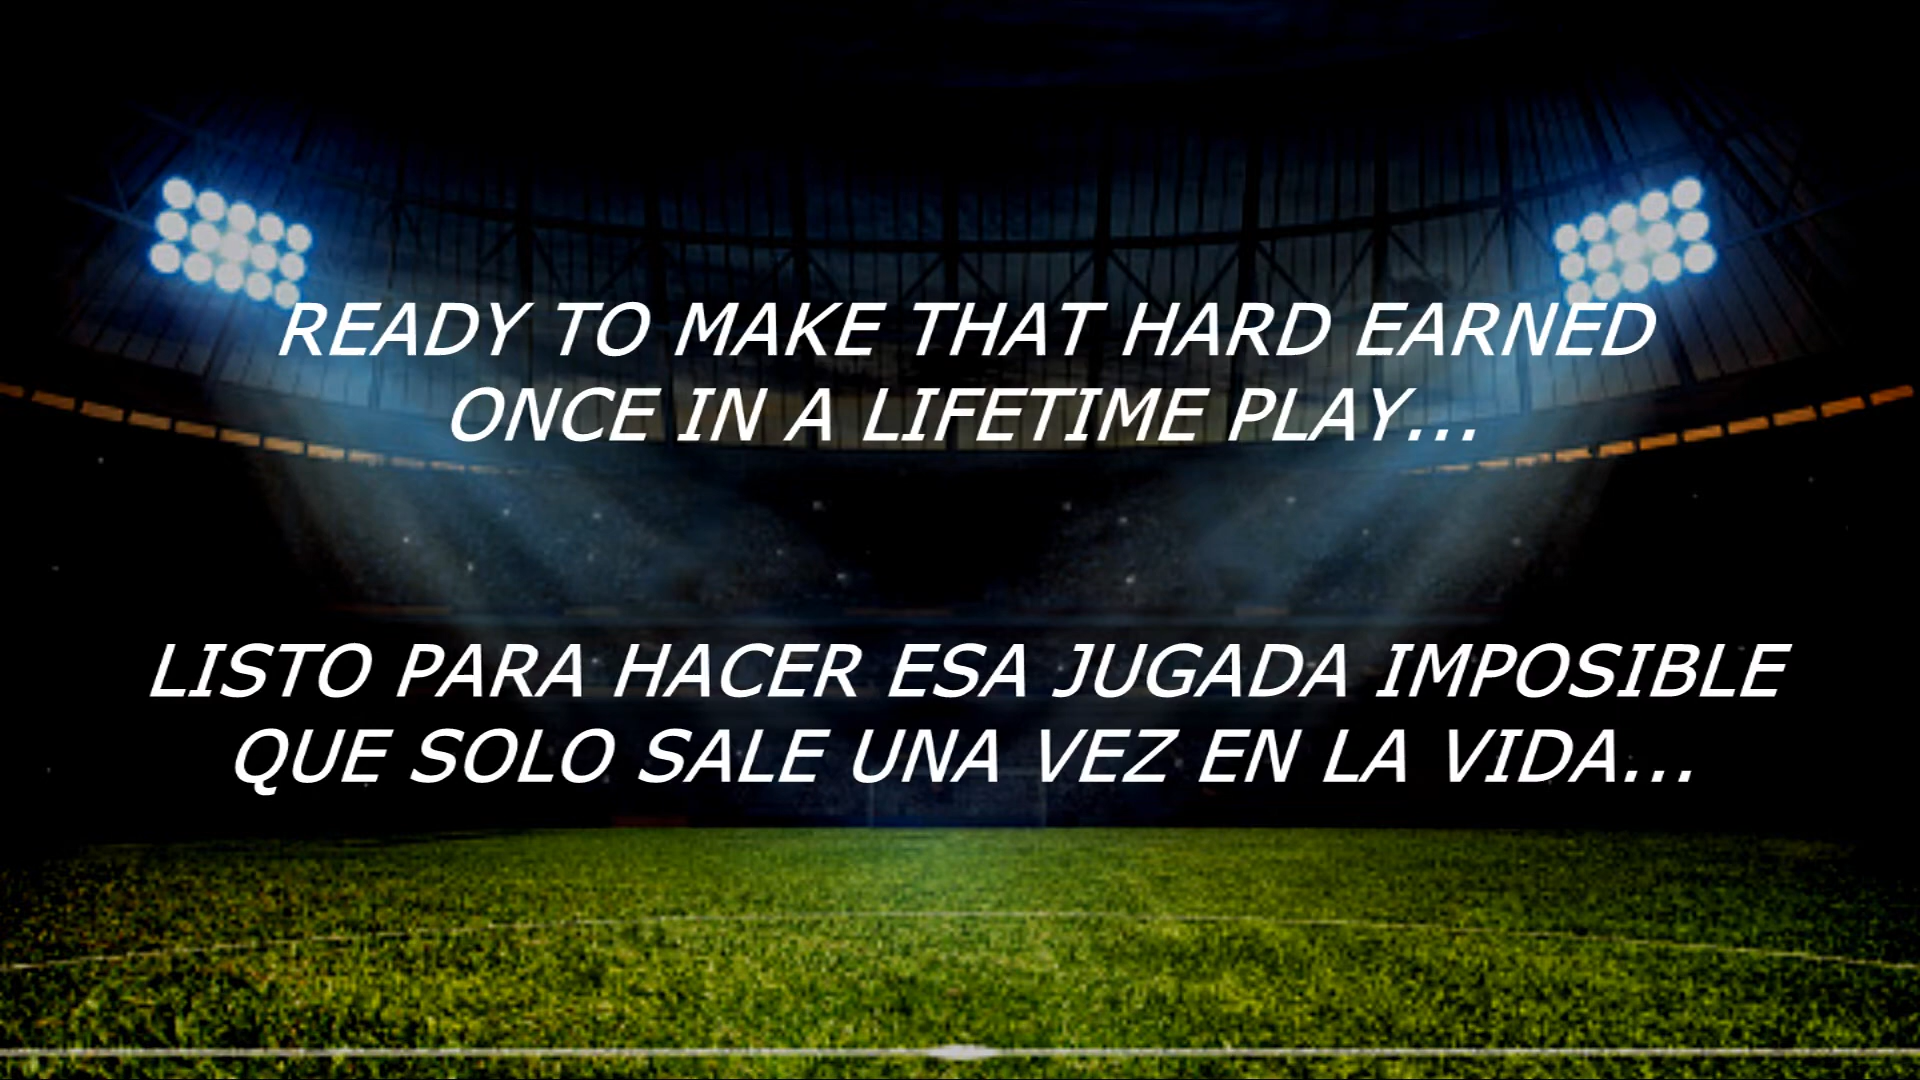 READY TO MAKE THAT HARD EARNED
ONCE IN A LIFETIME PLAY...
LISTO PARA HACER ESA JUGADA IMPOSIBLE
QUE SOLO SALE UNA VEZ EN LA VIDA...